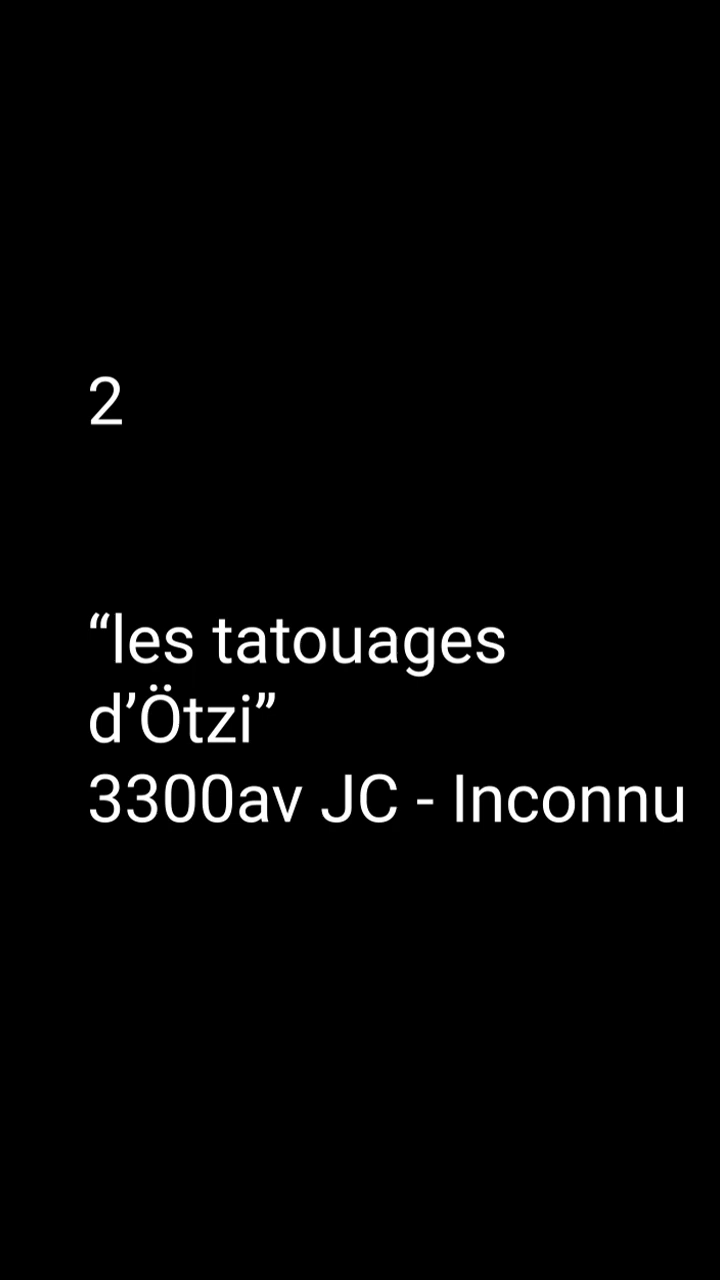 2
“les tatouages
d’Ötzi”
3300av JC - Inconnu